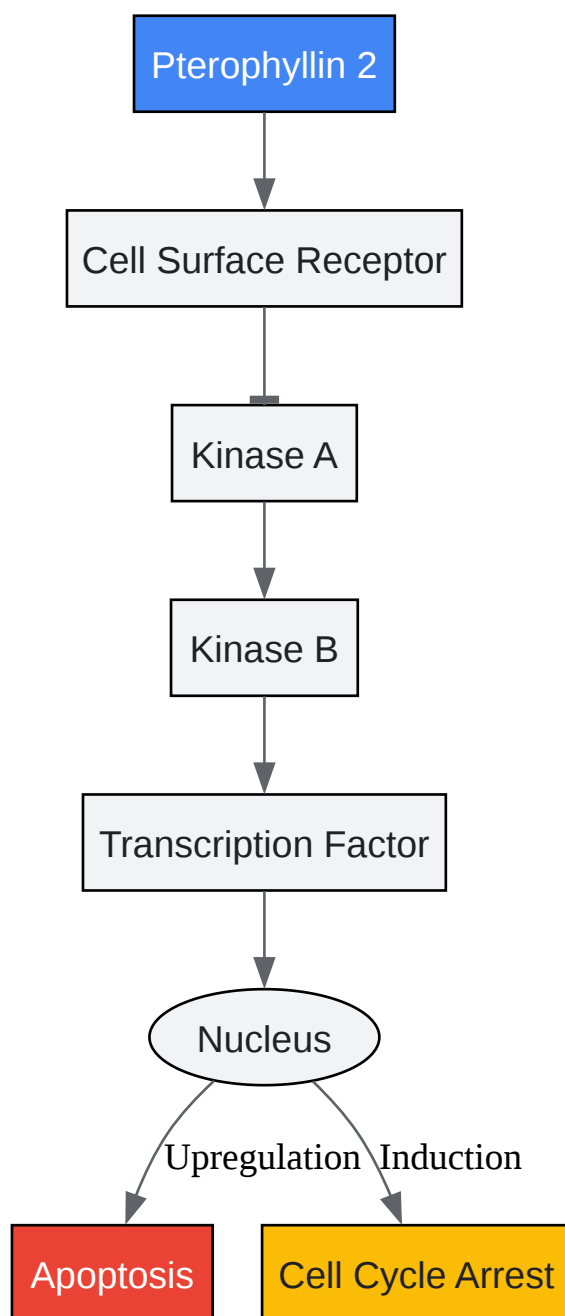 Pterophyllin 2
Cell Surface Receptor
Kinase A
Kinase B
Transcription Factor
Nucleus
Upregulation
Induction
Apoptosis
Cell Cycle Arrest